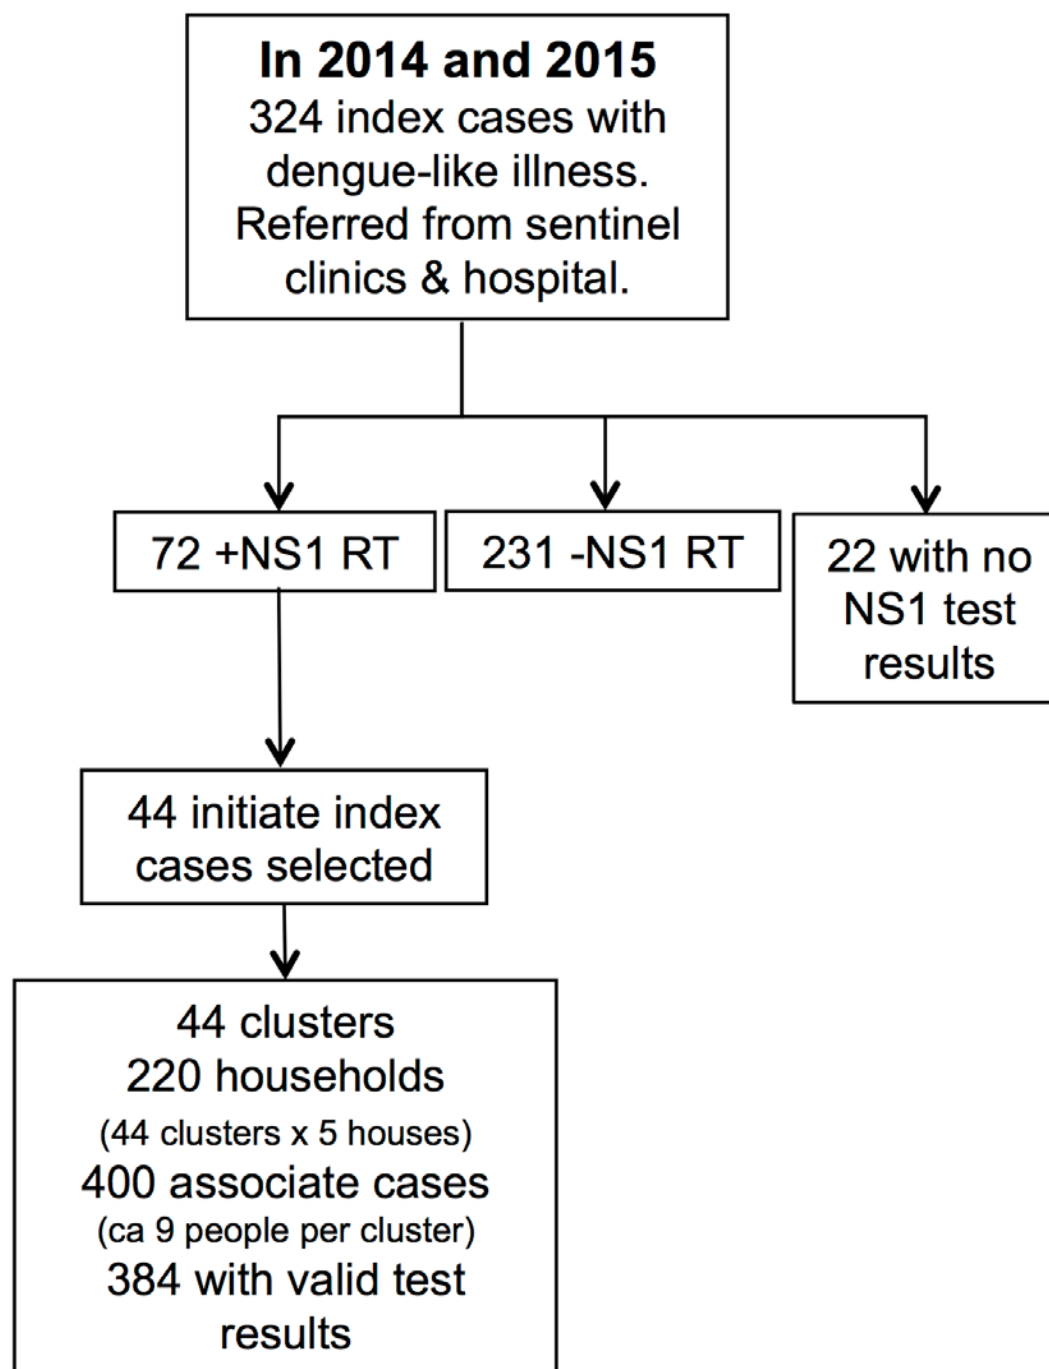 In 2014 and 2015
324 index cases with
dengue-like illness.
Referred from sentinel
clinics & hospital.
72 +NS1 RT
231 -NS1 RT
22 with no
NS1 test
results
44 initiate index
cases selected
44 clusters
220 households
(44 clusters x 5 houses)
400 associate cases
(ca 9 people per cluster)
384 with valid test
results